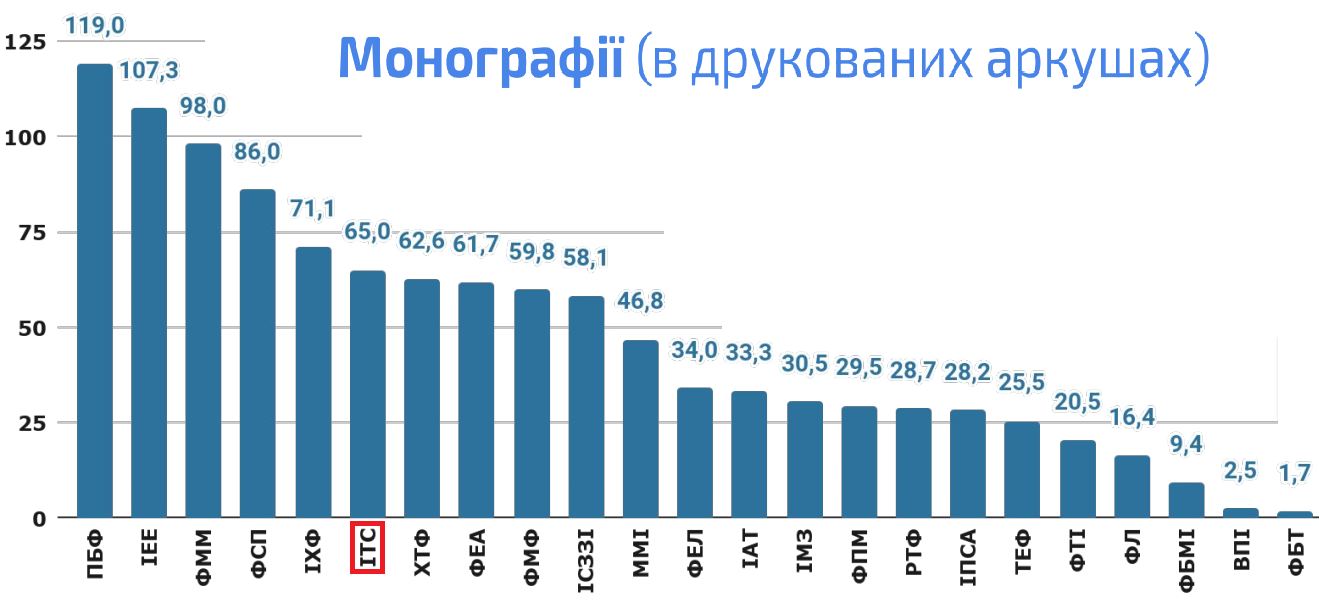 Монографії (в друкованих аркушах)
125
100
75
50
25
0
119,0
107,3
98,0
86,0
71,1
65,0
62,6
61,7
59,8
58,1
46,8
34,0
33,3
30,5
29,5
28,7
28,2
25,5
20,5
16,4
9,4
2,5
1,7
ПБФ
ІЕЕ
ФММ
ФСП
ІХФ
ІТС
ХТФ
ФЕА
ФМФ
ІСЗЗІ
ММІ
ФЕЛ
ІАТ
ІМЗ
ФПМ
РТФ
ІПСА
ТЕФ
ФТІ
ФЛ
ФБМІ
ВПІ
ФБТ